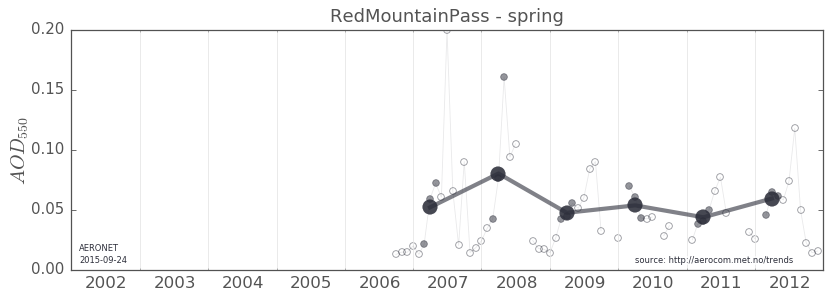 RedMountainPass - spring
0.20
0.15
0.10
0.05
0.00
AOD550
AERONET
2015-09-24
source: http://aerocom.met.no/trends
2002 2003 2004 2005 2006 2007 2008 2009 2010 2011 2012